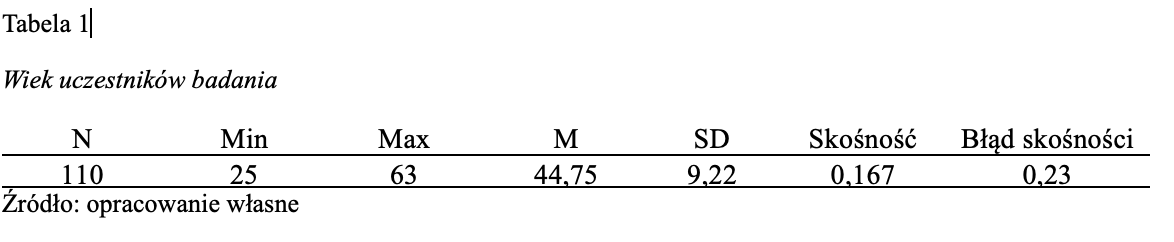 Tabela 1
Wiek uczestników badania
N Min Max M SD Skośność Błąd skośności
110 25 63 44,75 9,22 0,167 0,23
Źródło: opracowanie własne